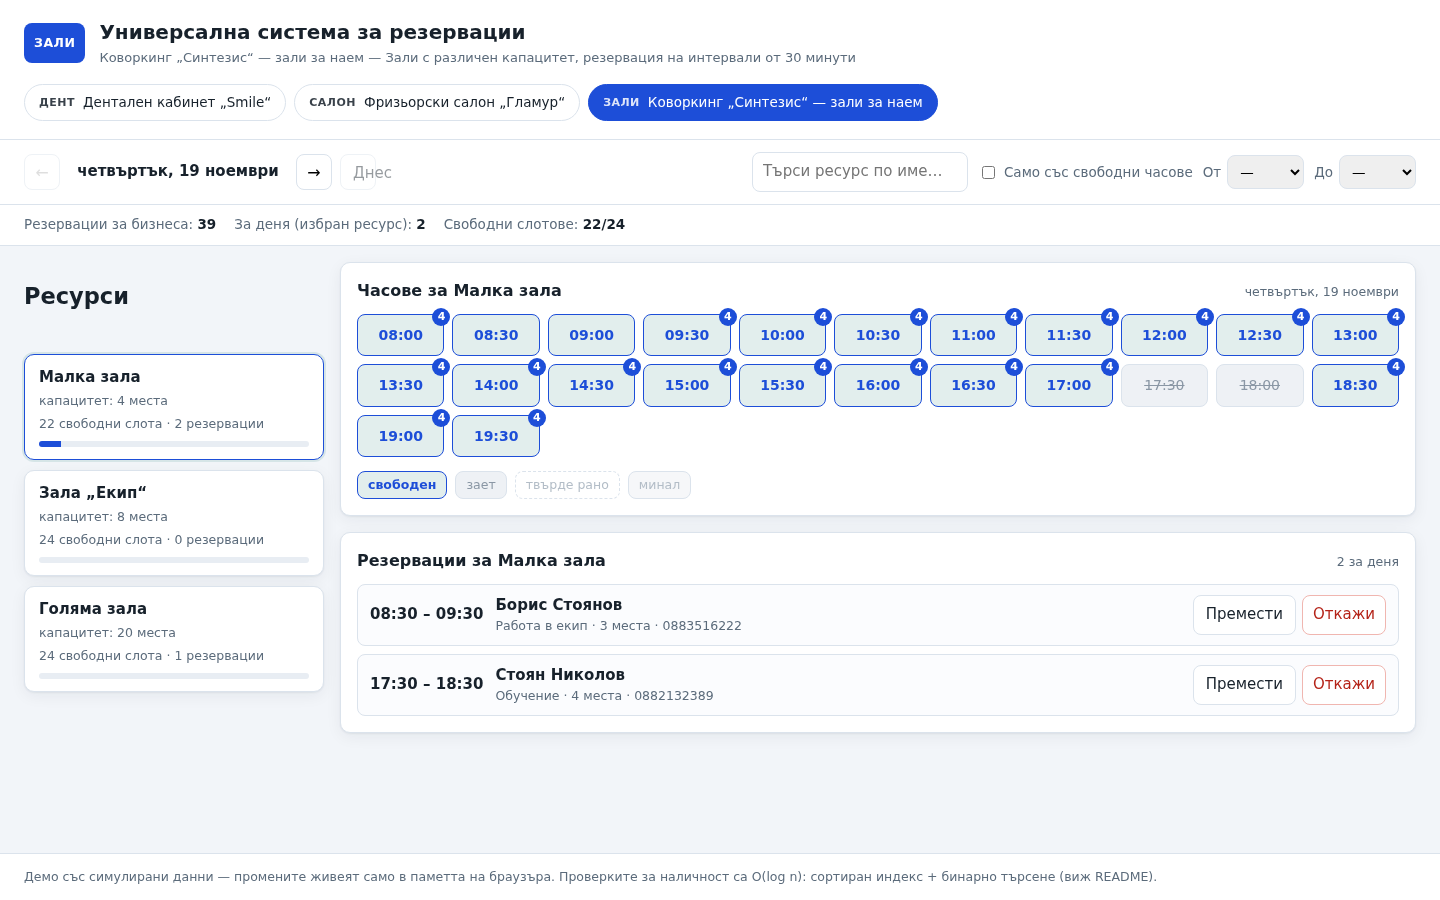 ЗАЛИ
Универсална система за резервации
Коворкинг „Синтезис“ — зали за наем — Зали с различен капацитет, резервация на интервали от 30 минути
ДЕНТ Дентален кабинет „Smile“
САЛОН Фризьорски салон „Гламур“
ЗАЛИ Коворкинг „Синтезис“ — зали за наем
← четвъртък, 19 ноември → Днес
Търси ресурс по име…
Само със свободни часове От — До —
Резервации за бизнеса: 39 За деня (избран ресурс): 2 Свободни слотове: 22/24
Ресурси
Малка зала
капацитет: 4 места
22 свободни слота · 2 резервации
Зала „Екип“
капацитет: 8 места
24 свободни слота · 0 резервации
Голяма зала
капацитет: 20 места
24 свободни слота · 1 резервации
Часове за Малка зала четвъртък, 19 ноември
4 4 4 4 4 4 4 4 4
08:00 08:30 09:00 09:30 10:00 10:30 11:00 11:30 12:00 12:30 13:00
4 4 4 4 4 4 4 4 4
13:30 14:00 14:30 15:00 15:30 16:00 16:30 17:00 17:30 18:00 18:30
4 4
19:00 19:30
свободен зает твърде рано минал
Резервации за Малка зала 2 за деня
08:30 – 09:30 Борис Стоянов
Работа в екип · 3 места · 0883516222
Премести Откажи
17:30 – 18:30 Стоян Николов
Обучение · 4 места · 0882132389
Премести Откажи
Демо със симулирани данни — промените живеят само в паметта на браузъра. Проверките за наличност са O(log n): сортиран индекс + бинарно търсене (виж README).